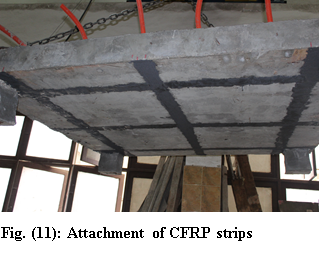 Fig. (11): Attachment of CFRP strips